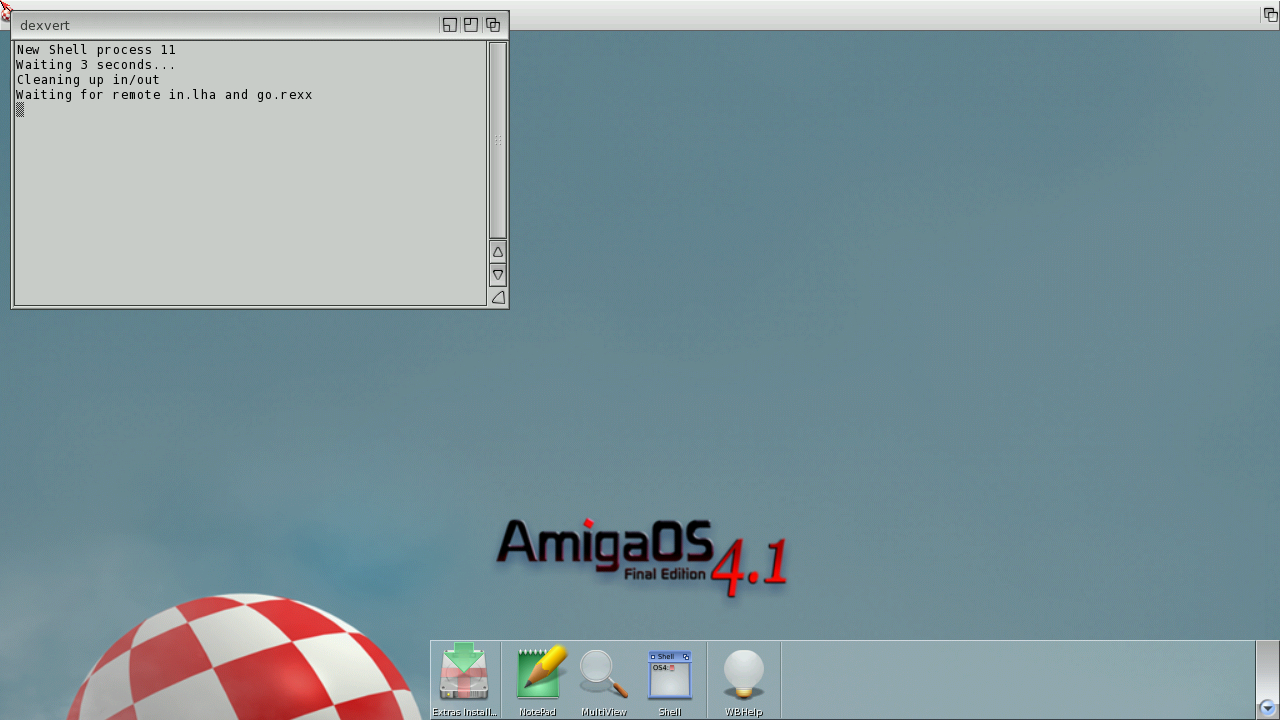 dexvert
New Shell process 11
Waiting 3 seconds...
Cleaning up in/out
Waiting for remote in.lha and go.rexx
AmigaOS 4.1
Final Edition
Shell
OS4:
Extras Install...
NotePad
MultiView
Shell
WBHelp